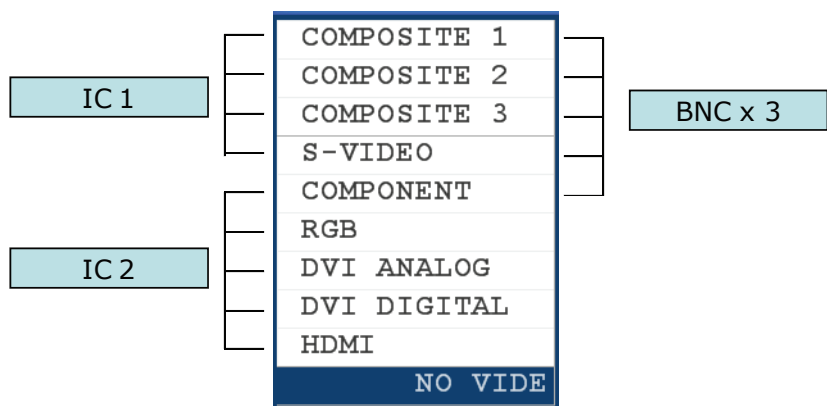 COMPOSITE 1
COMPOSITE 2
IC 1
COMPOSITE 3
BNC x 3
S-VIDEO
COMPONENT
RGB
IC 2
DVI ANALOG
DVI DIGITAL
HDMI
NO VIDE